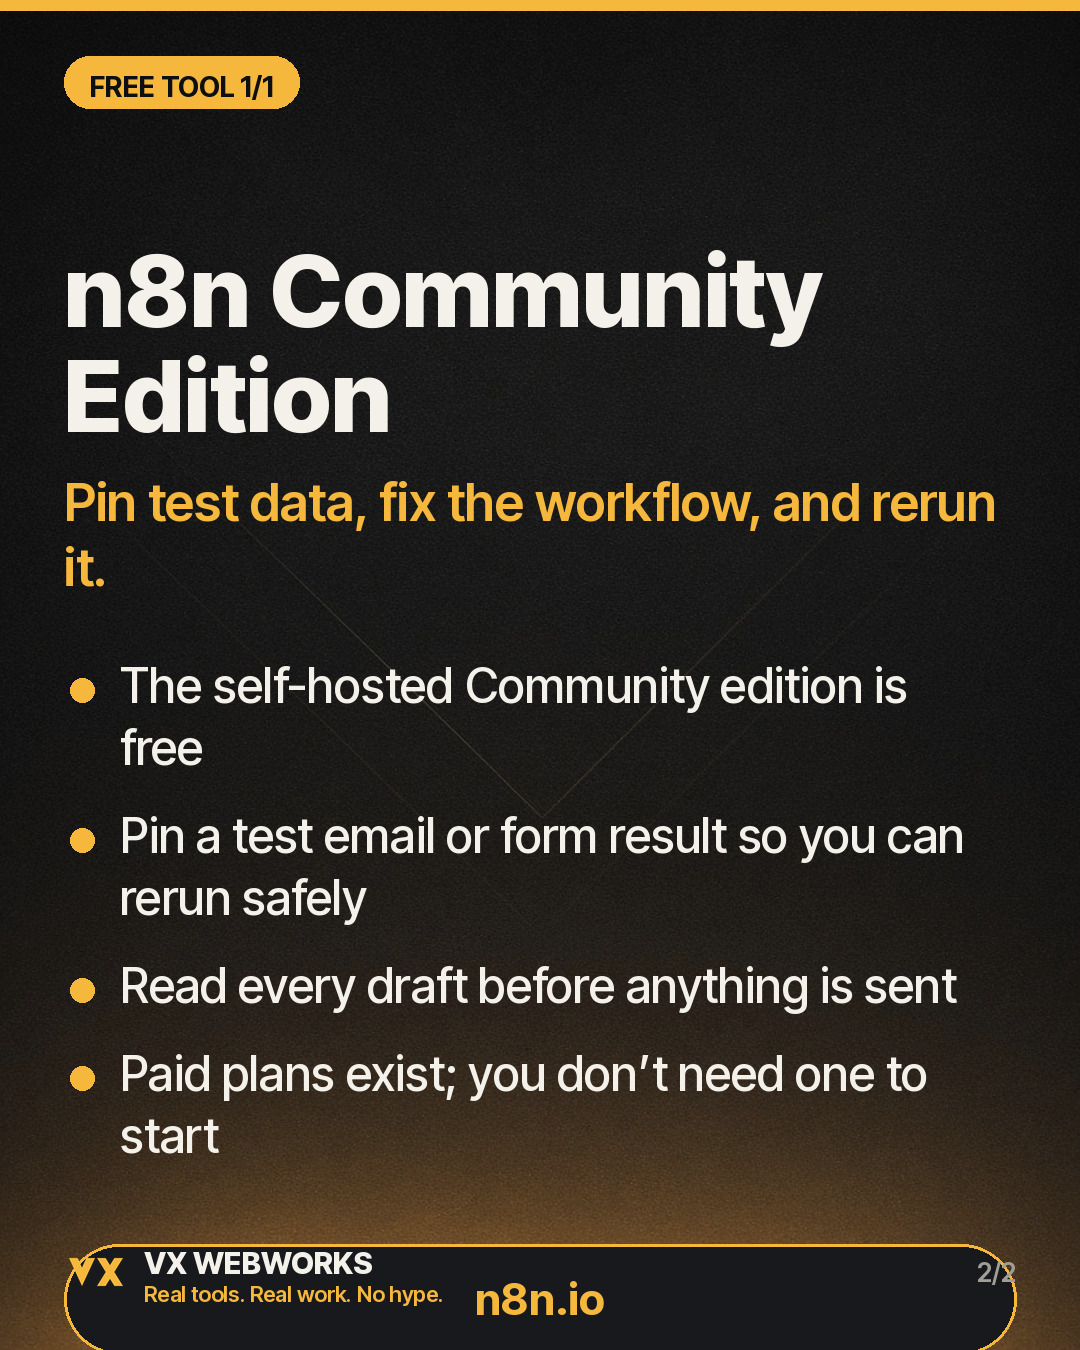 FREE TOOL 1/1
n8n Community
Edition
Pin test data, fix the workflow, and rerun
it.
The self-hosted Community edition is
free
Pin a test email or form result so you can
rerun safely
Read every draft before anything is sent
Paid plans exist; you don’t need one to
start
VX VX WEBWORKS
Real tools. Real work. No hype.
n8n.io
2/2